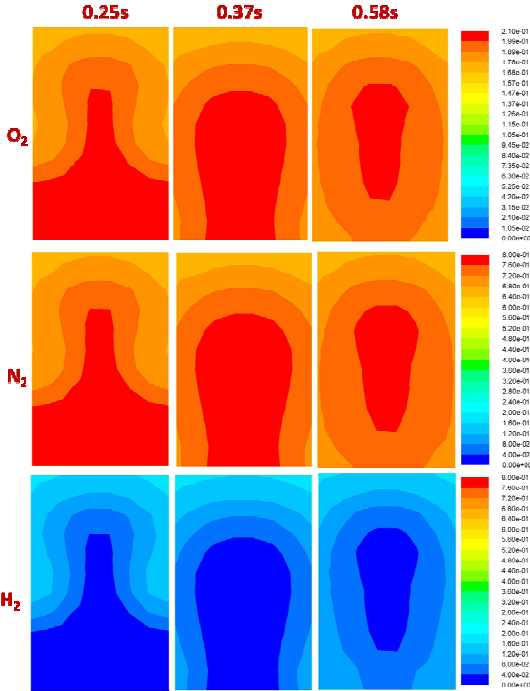 0.25s 0.37s 0.58s
O₂
2.10e-01
1.99e-01
1.89e-01
1.78e-01
1.68e-01
1.57e-01
1.47e-01
1.37e-01
1.26e-01
1.16e-01
1.05e-01
9.45e-02
8.40e-02
7.35e-02
6.30e-02
5.25e-02
4.20e-02
3.15e-02
2.10e-02
1.05e-02
0.00e+00
N₂
8.00e-01
7.60e-01
7.20e-01
6.80e-01
6.40e-01
6.00e-01
5.60e-01
5.20e-01
4.80e-01
4.40e-01
4.00e-01
3.60e-01
3.20e-01
2.80e-01
2.40e-01
2.00e-01
1.60e-01
1.20e-01
8.00e-02
4.00e-02
0.00e+00
H₂
8.00e-01
7.60e-01
7.20e-01
6.80e-01
6.40e-01
6.00e-01
5.60e-01
5.20e-01
4.80e-01
4.40e-01
4.00e-01
3.60e-01
3.20e-01
2.80e-01
2.40e-01
2.00e-01
1.60e-01
1.20e-01
8.00e-02
4.00e-02
0.00e+00